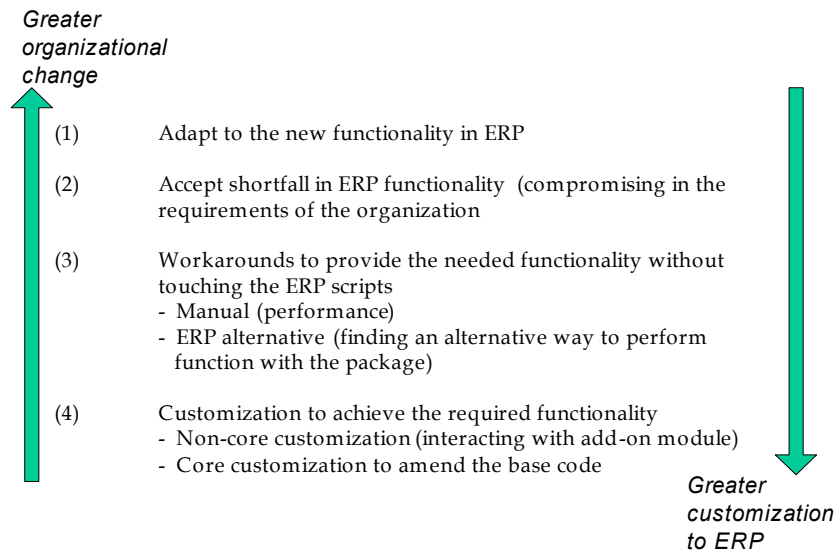 Greater
organizational
change
(1) Adapt to the new functionality in ERP
(2) Accept shortfall in ERP functionality (compromising in the
requirements of the organization
(3) Workarounds to provide the needed functionality without
touching the ERP scripts
- Manual (performance)
- ERP alternative (finding an alternative way to perform
function with the package)
(4) Customization to achieve the required functionality
- Non-core customization (interacting with add-on module)
- Core customization to amend the base code
Greater
customization
to ERP